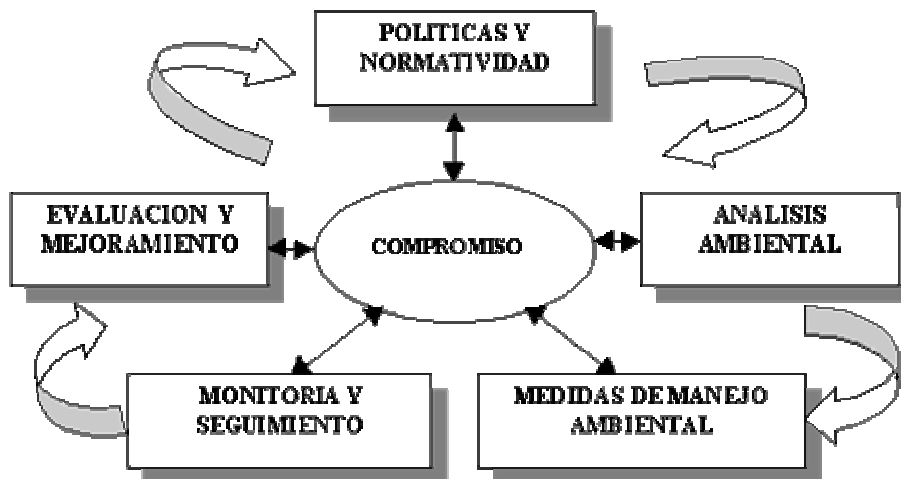 POLITICAS Y
NORMATIVIDAD
EVALUACION Y
MEJORAMIENTO
COMPROMISO
ANALISIS
AMBIENTAL
MONITORIA Y
SEGUIMIENTO
MEDIDAS DE MANEJO
AMBIENTAL